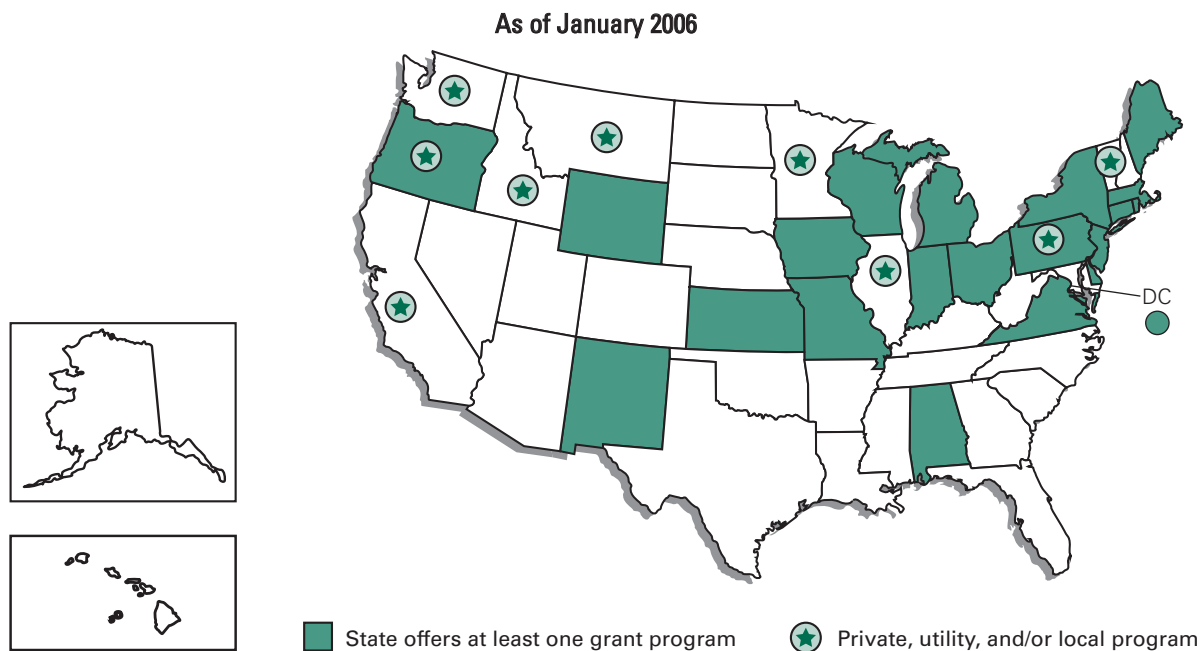 As of January 2006
DC
State offers at least one grant program
Private, utility, and/or local program